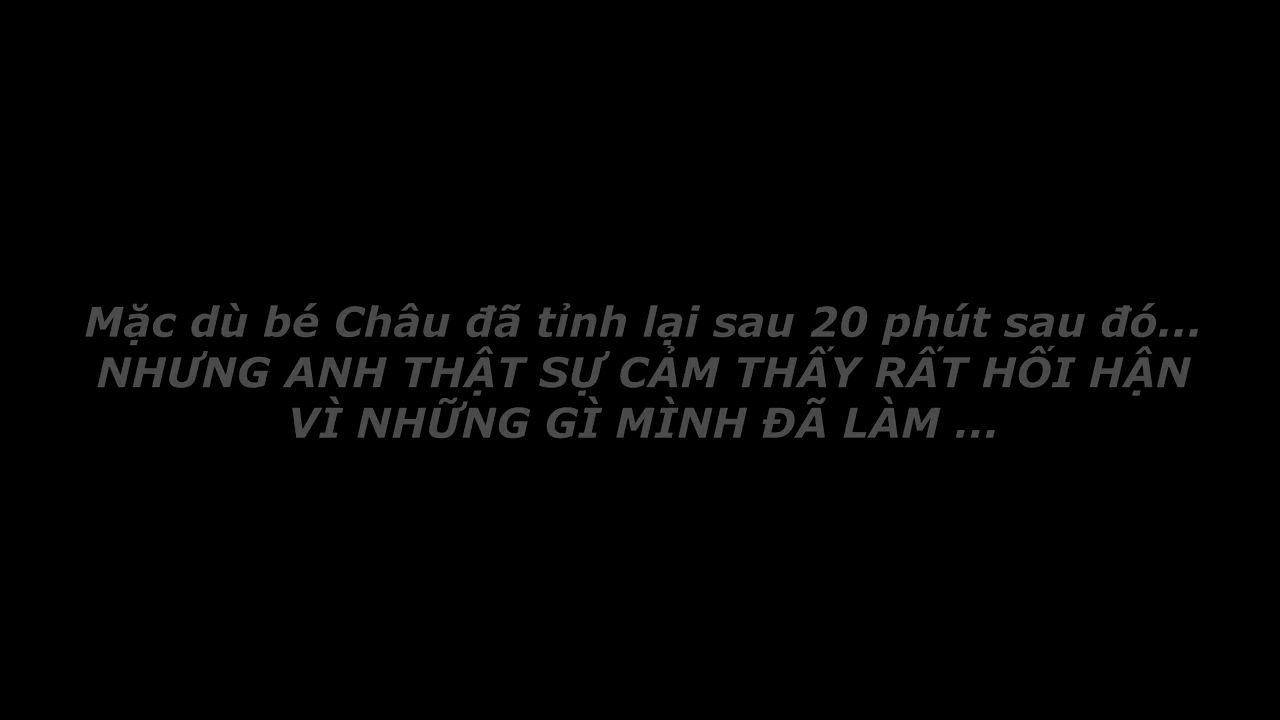 Mặc dù bé Châu đã tỉnh lại sau 20 phút sau đó...
NHƯNG ANH THẬT SỰ CẢM THẤY RẤT HỐI HẬN
VÌ NHỮNG GÌ MÌNH ĐÃ LÀM ...